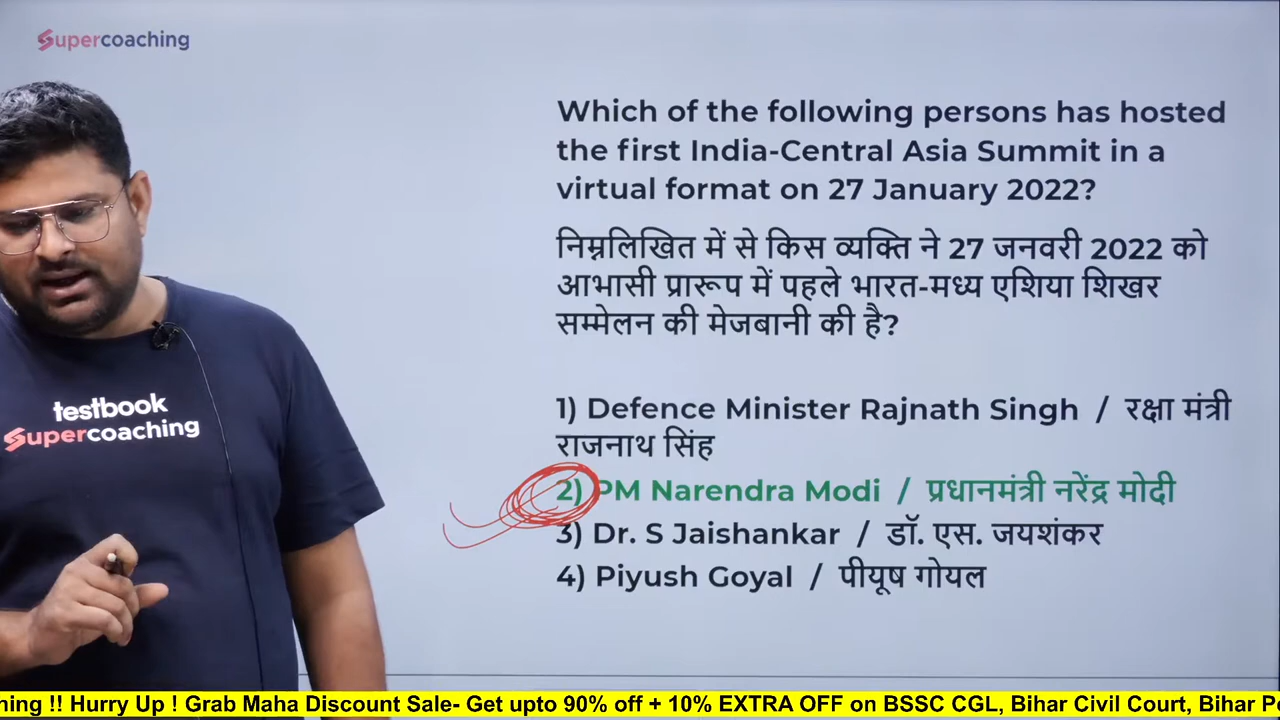 Supercoaching
Which of the following persons has hosted
the first India-Central Asia Summit in a
virtual format on 27 January 2022?
निम्नलिखित में से किस व्यक्ति ने 27 जनवरी 2022 को
आभासी प्रारूप में पहले भारत-मध्य एशिया शिखर
सम्मेलन की मेजबानी की है?
1) Defence Minister Rajnath Singh / रक्षा मंत्री
राजनाथ सिंह
2) PM Narendra Modi / प्रधानमंत्री नरेंद्र मोदी
3) Dr. S Jaishankar / डॉ. एस. जयशंकर
4) Piyush Goyal / पीयूष गोयल
testbook
Supercoaching
hing !! Hurry Up ! Grab Maha Discount Sale- Get upto 90% off + 10% EXTRA OFF on BSSC CGL, Bihar Civil Court, Bihar P